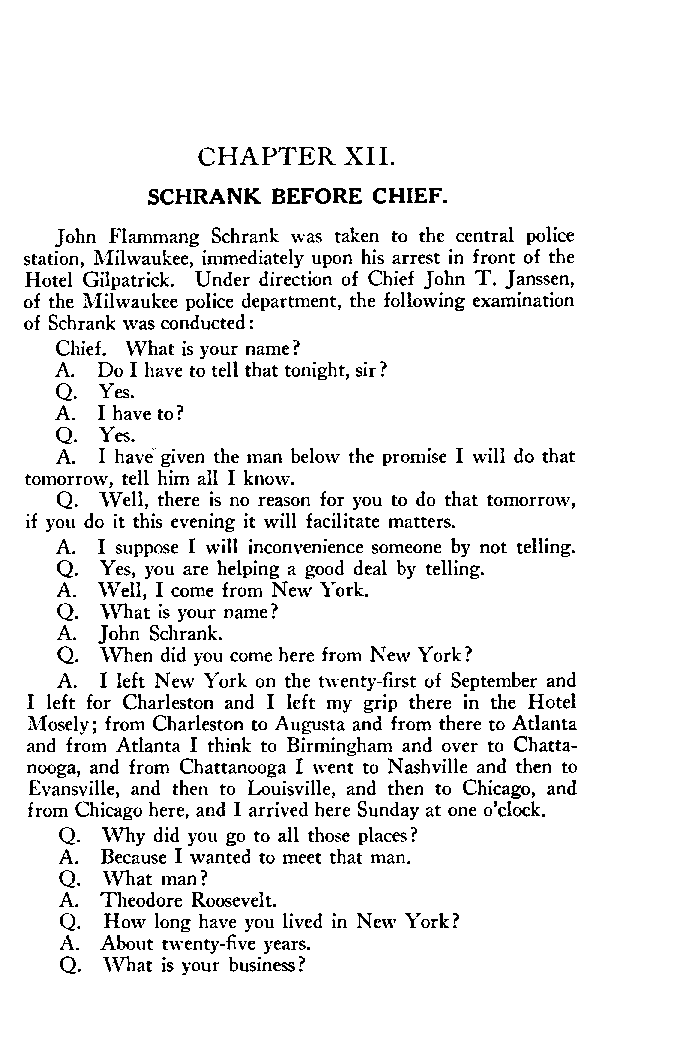 CHAPTER XII.
SCHRANK BEFORE CHIEF.
John Flammang Schrank was taken to the central police
station, Milwaukee, immediately upon his arrest in front of the
Hotel Gilpatrick. Under direction of Chief John T. Janssen,
of the Milwaukee police department, the following examination
of Schrank was conducted:
Chief. What is your name?
A. Do I have to tell that tonight, sir?
Q. Yes.
A. I have to?
Q. Yes.
A. I have given the man below the promise I will do that
tomorrow, tell him all I know.
Q. Well, there is no reason for you to do that tomorrow,
if you do it this evening it will facilitate matters.
A. I suppose I will inconvenience someone by not telling.
Q. Yes, you are helping a good deal by telling.
A. Well, I come from New York.
Q. What is your name?
A. John Schrank.
Q. When did you come here from New York?
A. I left New York on the twenty-first of September and
I left for Charleston and I left my grip there in the Hotel
Mosely; from Charleston to Augusta and from there to Atlanta
and from Atlanta I think to Birmingham and over to Chatta-
nooga, and from Chattanooga I went to Nashville and then to
Evansville, and then to Louisville, and then to Chicago, and
from Chicago here, and I arrived here Sunday at one o'clock.
Q. Why did you go to all those places?
A. Because I wanted to meet that man.
Q. What man?
A. Theodore Roosevelt.
Q. How long have you lived in New York?
A. About twenty-five years.
Q. What is your business?